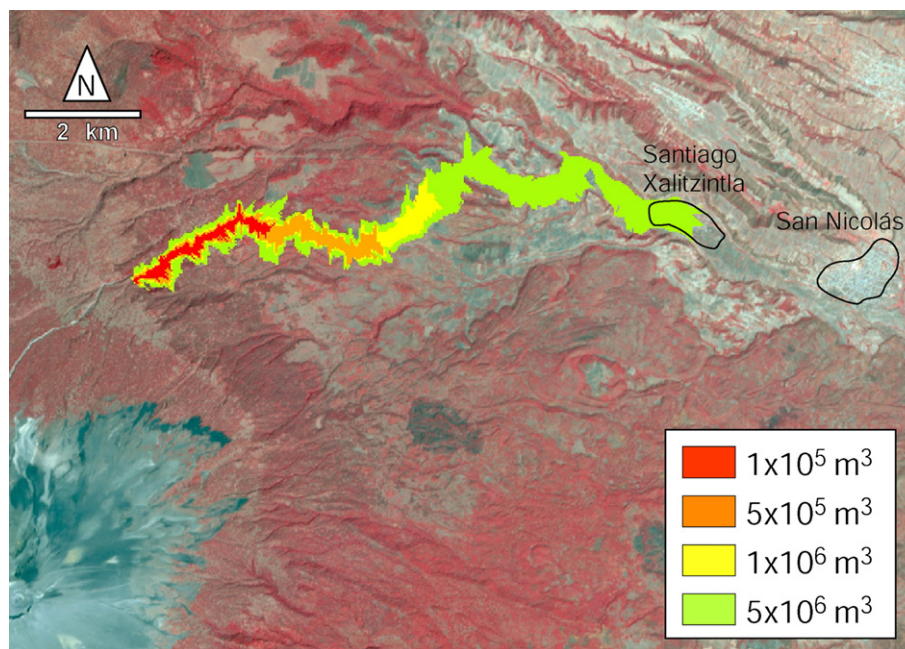 N
2 km
Santiago
Xalitzintla
San Nicolás
1x10⁵ m³
5x10⁵ m³
1x10⁶ m³
5x10⁶ m³